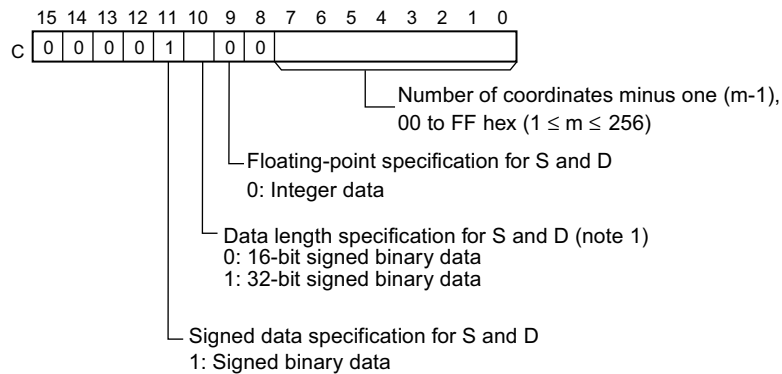 15 14 13 12 11 10 9 8 7 6 5 4 3 2 1 0
C 0 0 0 0 1 0 0
Number of coordinates minus one (m-1),
00 to FF hex (1 ≤ m ≤ 256)
Floating-point specification for S and D
0: Integer data
Data length specification for S and D (note 1)
0: 16-bit signed binary data
1: 32-bit signed binary data
Signed data specification for S and D
1: Signed binary data